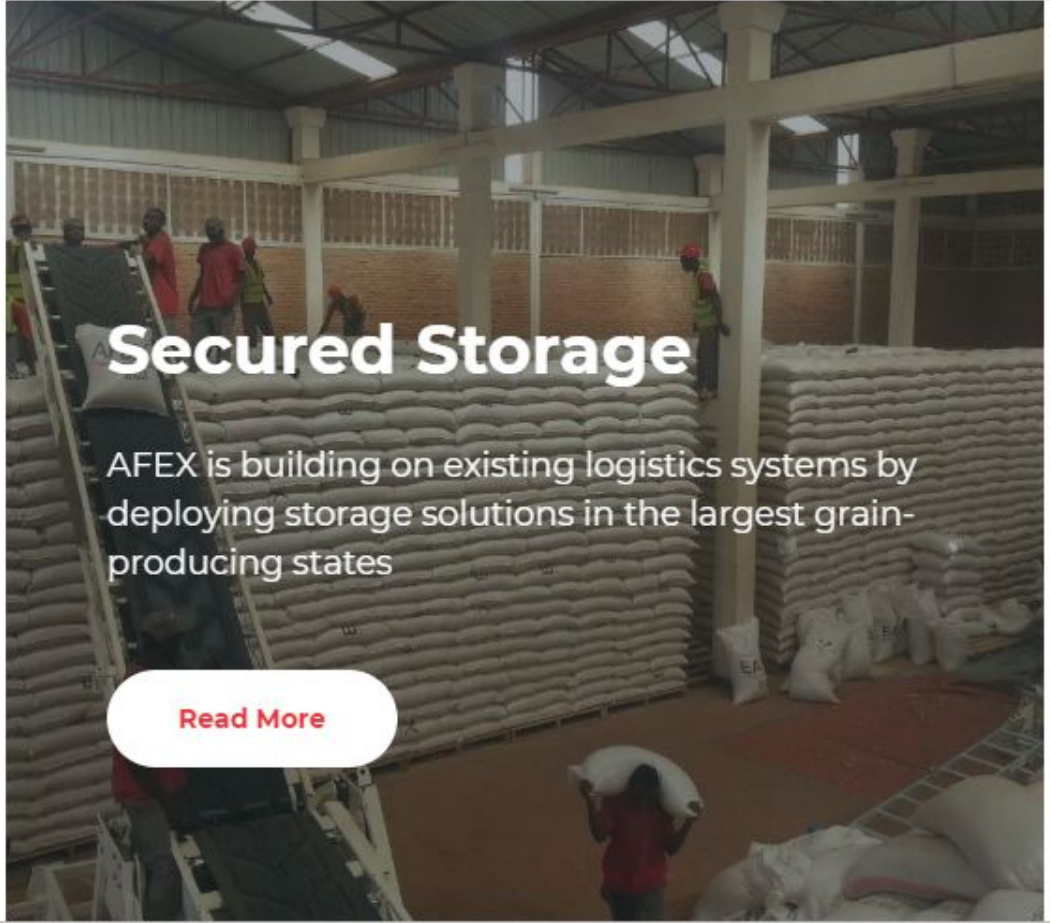 Secured Storage
AFEX is building on existing logistics systems by
deploying storage solutions in the largest grain-
producing states
Read More
EA